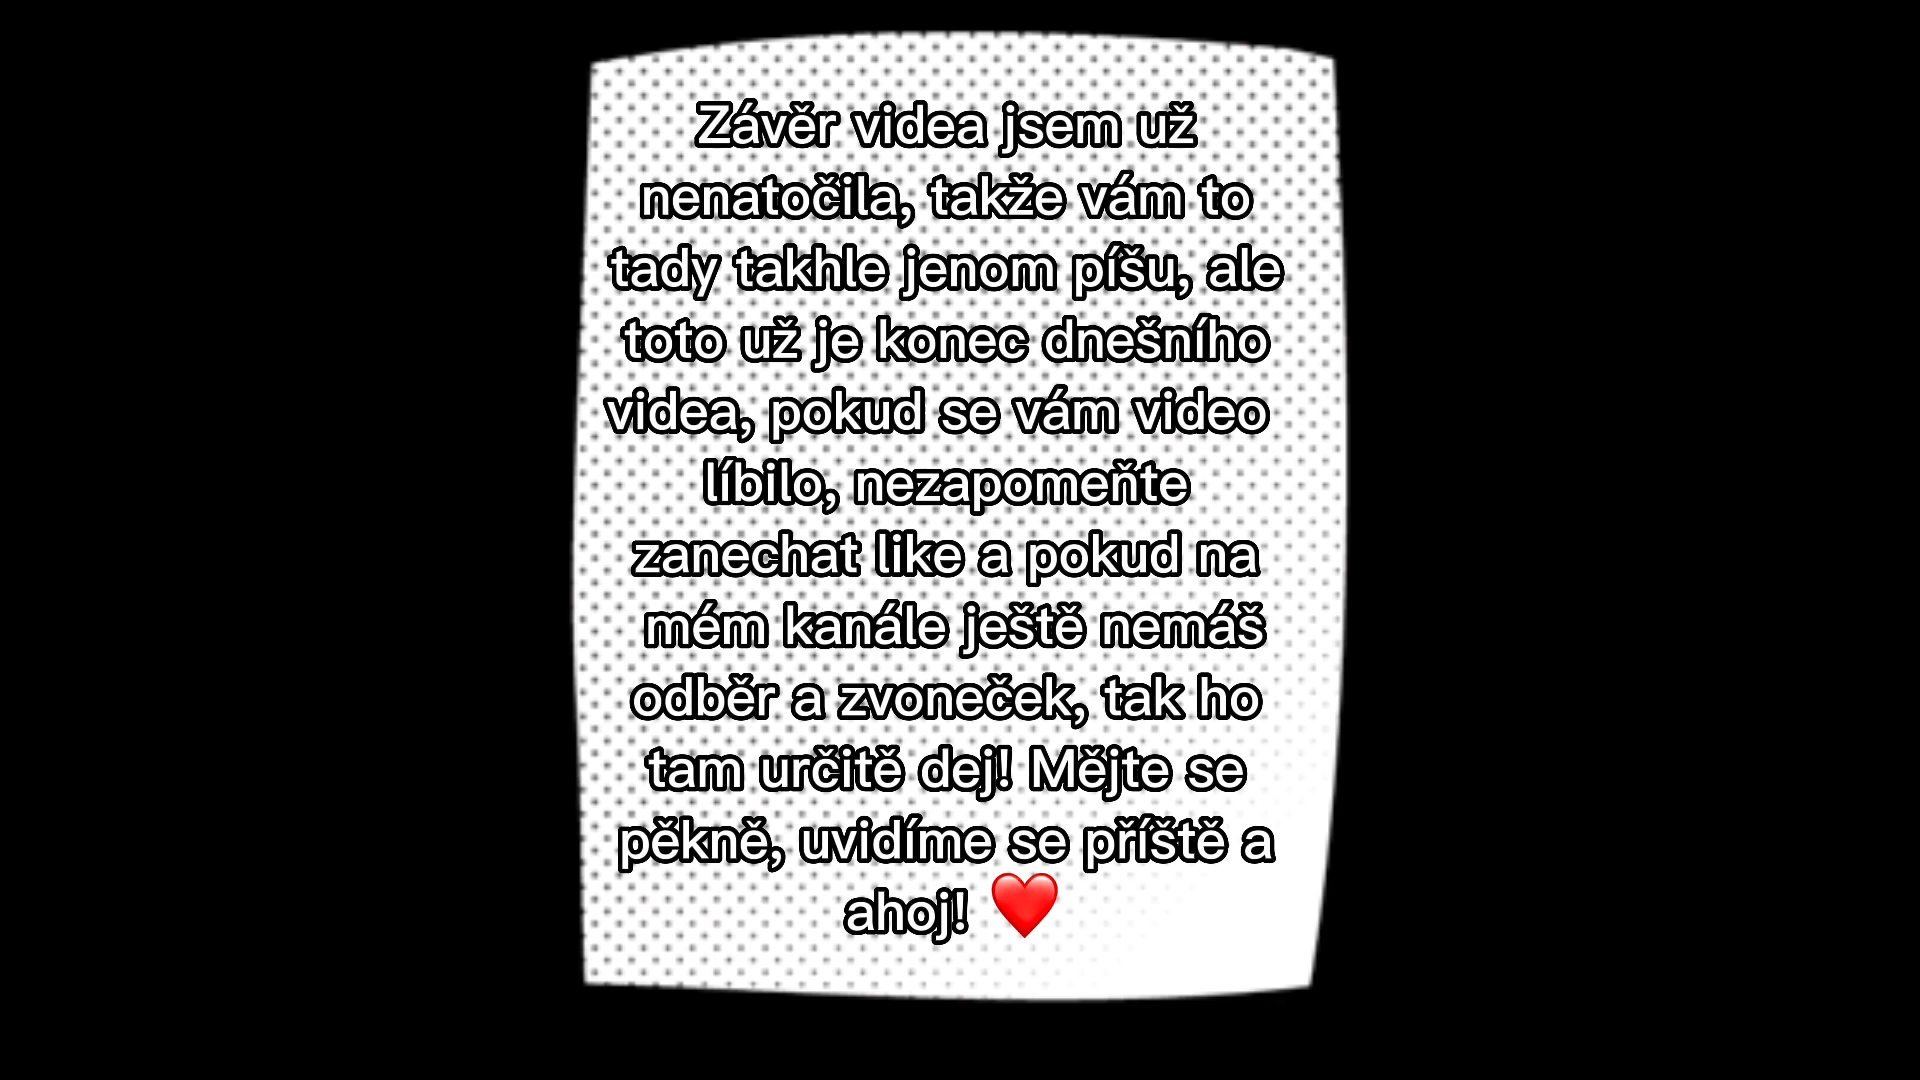 Závěr videa jsem už
nenatočila, takže vám to
tady takhle jenom píšu, ale
toto už je konec dnešního
videa, pokud se vám video
líbilo, nezapomeňte
zanechat like a pokud na
mém kanále ještě nemáš
odběr a zvoneček, tak ho
tam určitě dej! Mějte se
pěkně, uvidíme se příště a
ahoj! ❤️